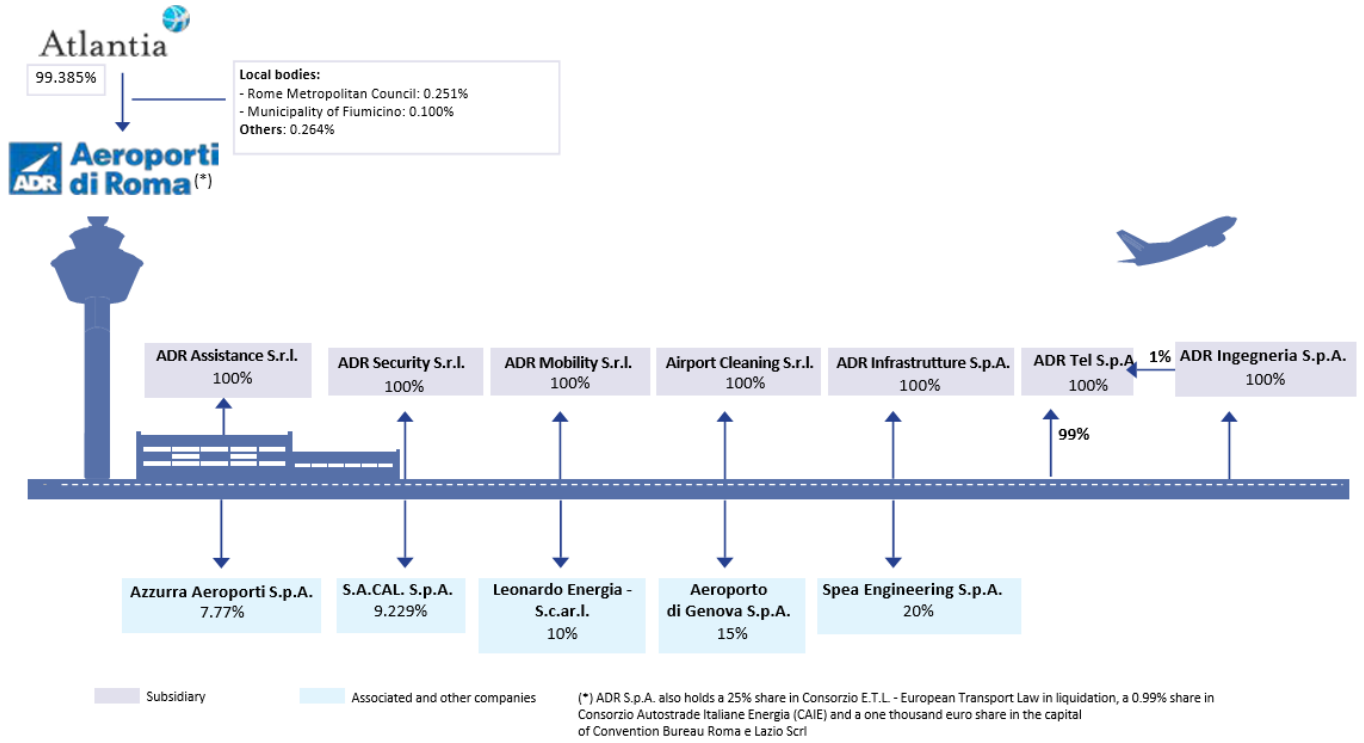 Atlantia
99.385%
Local bodies:
- Rome Metropolitan Council: 0.251%
- Municipality of Fiumicino: 0.100%
Others: 0.264%
ADR Aeroporti
di Roma (*)
ADR Assistance S.r.l.
100%
ADR Security S.r.l.
100%
ADR Mobility S.r.l.
100%
Airport Cleaning S.r.l.
100%
ADR Infrastrutture S.p.A.
100%
ADR Tel S.p.A
100%
1%
ADR Ingegneria S.p.A.
100%
99%
Azzurra Aeroporti S.p.A.
7.77%
S.A.CAL. S.p.A.
9.229%
Leonardo Energia -
S.c.ar.l.
10%
Aeroporto
di Genova S.p.A.
15%
Spea Engineering S.p.A.
20%
Subsidiary
Associated and other companies
(*) ADR S.p.A. also holds a 25% share in Consorzio E.T.L. - European Transport Law in liquidation, a 0.99% share in
Consorzio Autostrade Italiane Energia (CAIE) and a one thousand euro share in the capital
of Convention Bureau Roma e Lazio Scrl